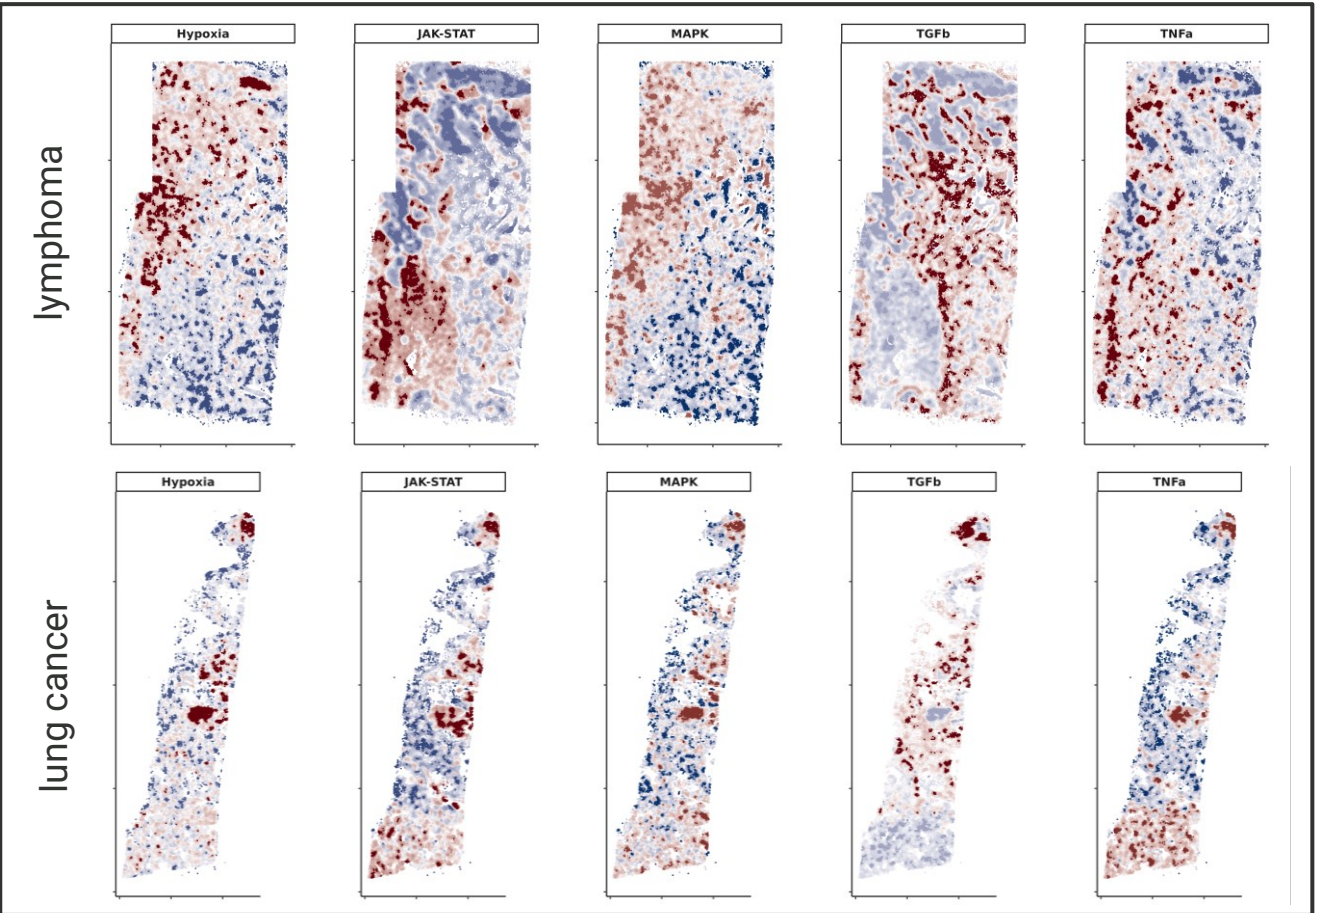 lymphoma
Hypoxia
JAK-STAT
MAPK
TGFb
TNFa
lung cancer
Hypoxia
JAK-STAT
MAPK
TGFb
TNFa